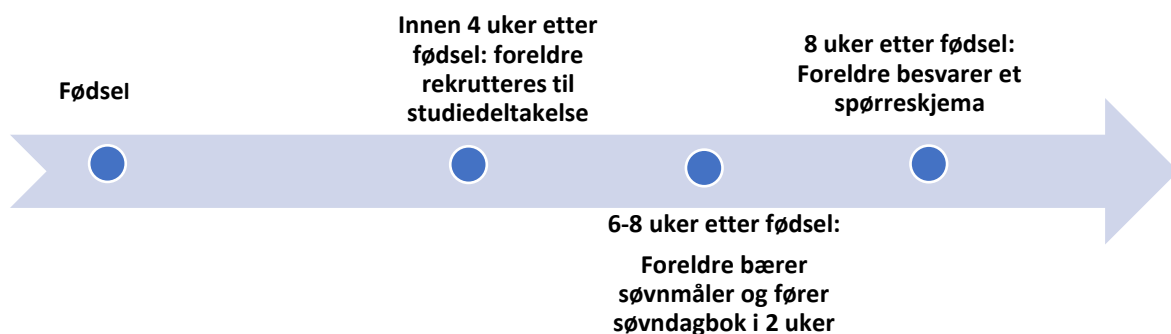 Fødsel
Innen 4 uker etter
fødsel: foreldre
rekrutteres til
studiedeltakelse
6-8 uker etter fødsel:
Foreldre bærer
søvnmåler og fører
søvndagbok i 2 uker
8 uker etter fødsel:
Foreldre besvarer et
spørreskjema